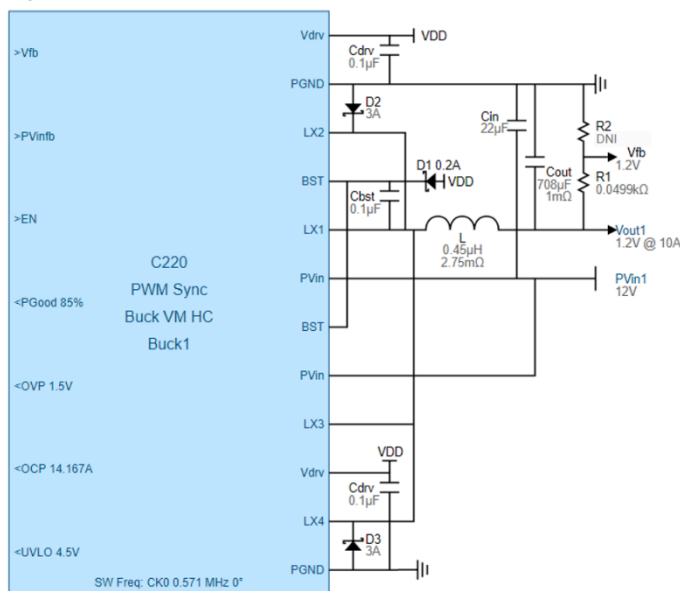 >Vfb
>PVinfb
>EN
<PGood 85%
<OVP 1.5V
<OCP 14.167A
<UVLO 4.5V
C220
PWM Sync
Buck VM HC
Buck1
SW Freq: CK0 0.571 MHz 0°
Vdrv
PGND
LX2
BST
LX1
PVin
BST
PVin
LX3
Vdrv
LX4
PGND
Cdrv
0.1µF
VDD
D2
3A
D1 0.2A
VDD
Cbst
0.1µF
Cin
22µF
Cout
708µF
1mΩ
R2
DNI
Vfb
1.2V
R1
0.0499kΩ
L
0.45µH
2.75mΩ
Vout1
1.2V @ 10A
PVin1
12V
VDD
Cdrv
0.1µF
D3
3A